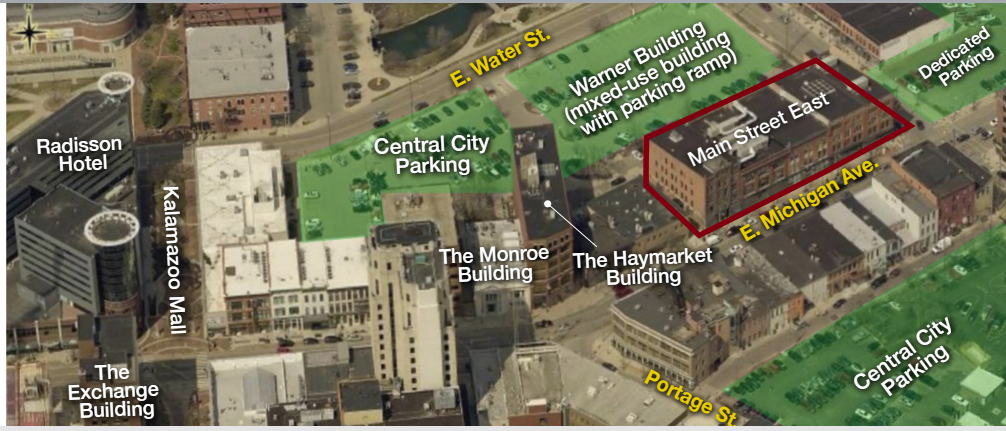 E. Water St.
Warner Building
(mixed-use building
with parking ramp)
Dedicated
Parking
Main Street East
Radisson
Hotel
Central City
Parking
E. Michigan Ave.
Kalamazoo Mall
The Monroe
Building
The Haymarket
Building
The
Exchange
Building
Portage St
Central City
Parking